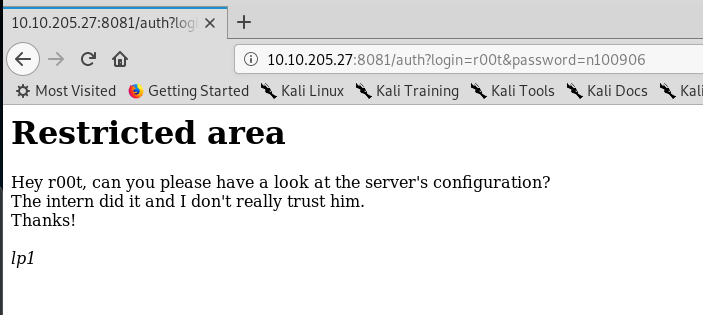 10.10.205.27:8081/auth?logi
10.10.205.27:8081/auth?login=r00t&password=n100906
Most Visited Getting Started Kali Linux Kali Training Kali Tools Kali Docs Kali
Restricted area
Hey r00t, can you please have a look at the server's configuration?
The intern did it and I don't really trust him.
Thanks!
lp1